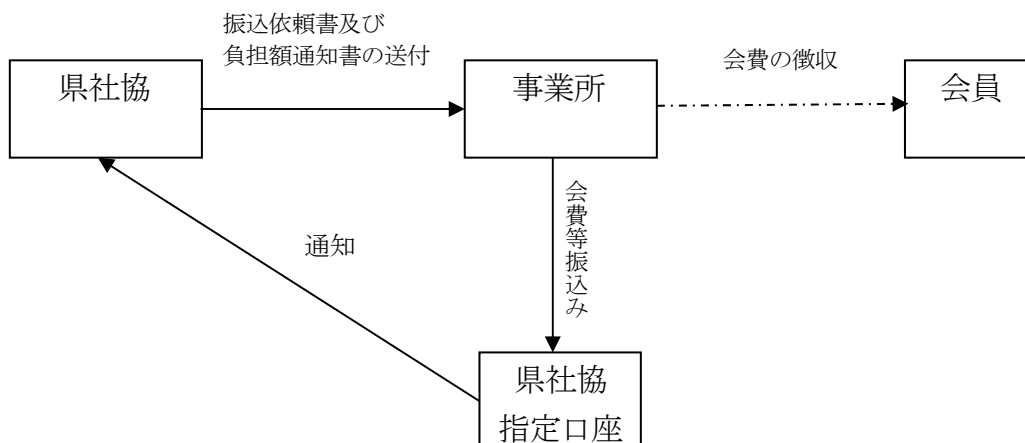 振込依頼書及び
負担額通知書の送付
会費の徴収
県社協
事業所
会員
会費等振込み
通知
県社協
指定口座